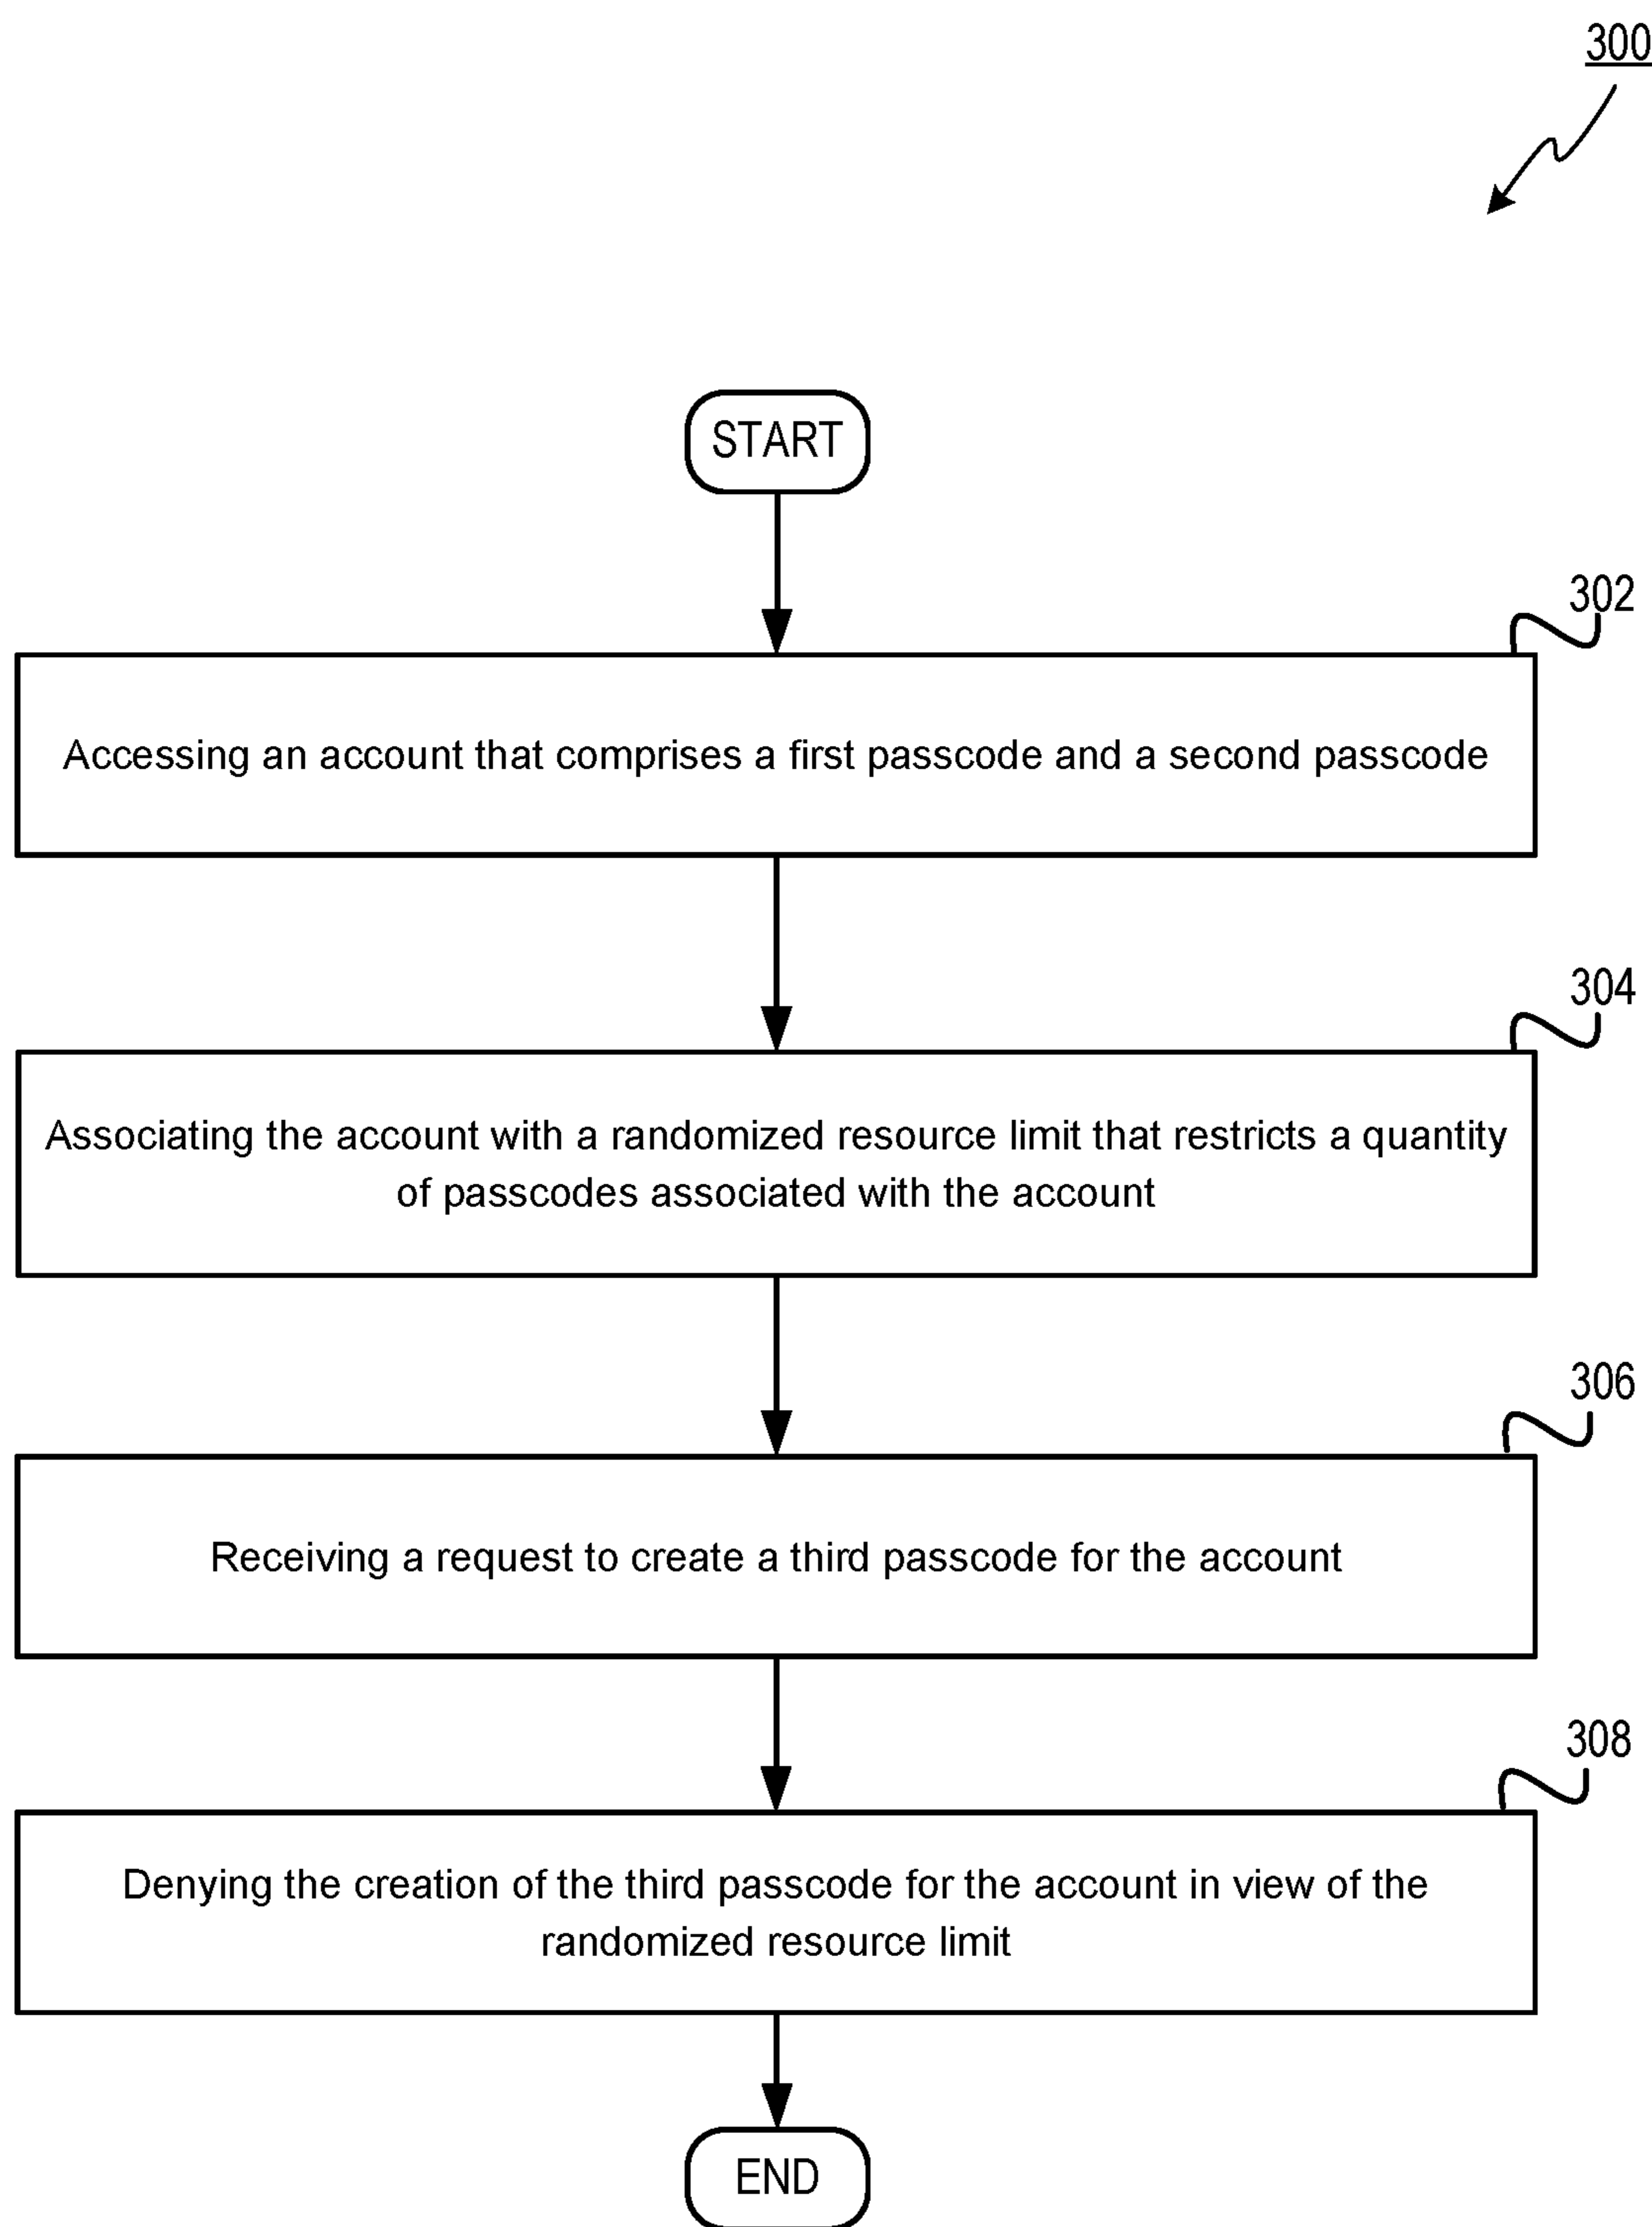 300
START
302
Accessing an account that comprises a first passcode and a second passcode
304
Associating the account with a randomized resource limit that restricts a quantity
of passcodes associated with the account
306
Receiving a request to create a third passcode for the account
308
Denying the creation of the third passcode for the account in view of the
randomized resource limit
END